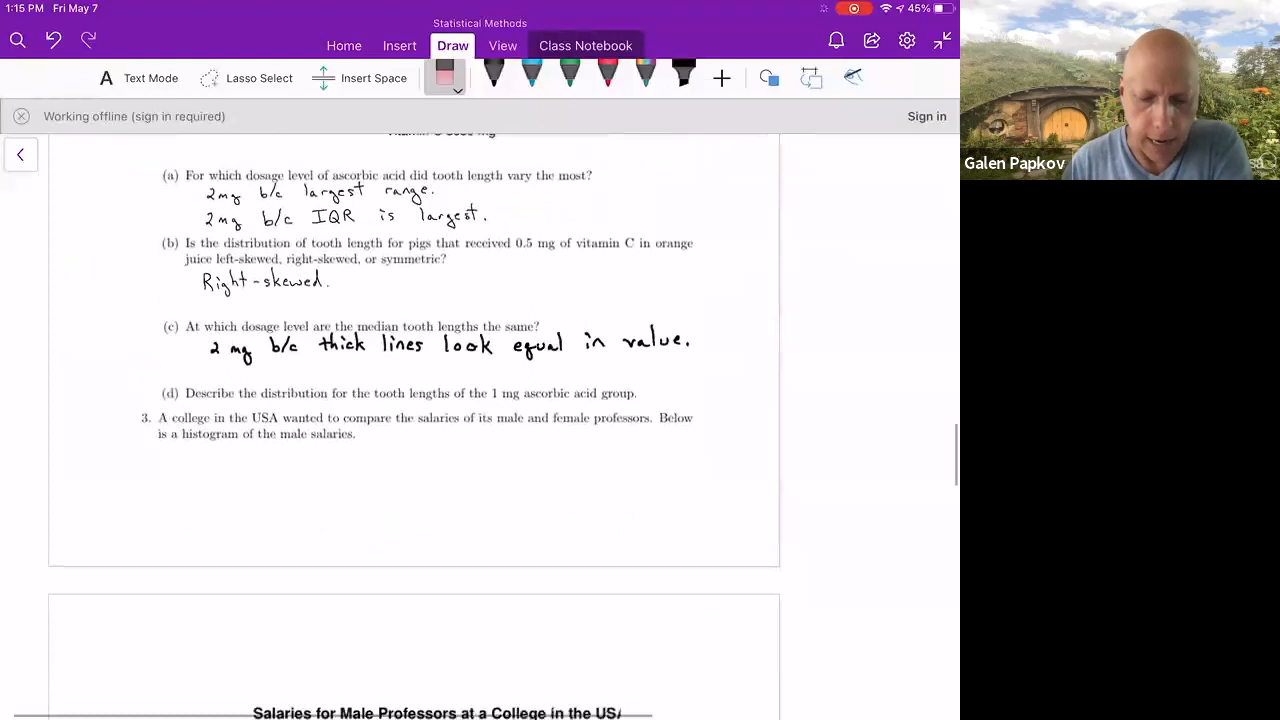 1:15 PM Fri May 7
45%
Statistical Methods
Home Insert Draw View Class Notebook
Text Mode Lasso Select Insert Space
Working offline (sign in required) Sign in
(a) For which dosage level of ascorbic acid did tooth length vary the most?
2mg b/c largest range.
2mg b/c IQR is largest.
(b) Is the distribution of tooth length for pigs that received 0.5 mg of vitamin C in orange
juice left-skewed, right-skewed, or symmetric?
Right-skewed.
(c) At which dosage level are the median tooth lengths the same?
2 mg b/c thick lines look equal in value.
(d) Describe the distribution for the tooth lengths of the 1 mg ascorbic acid group.
3. A college in the USA wanted to compare the salaries of its male and female professors. Below
is a histogram of the male salaries.
Salaries for Male Professors at a College in the USA
Galen Papkov